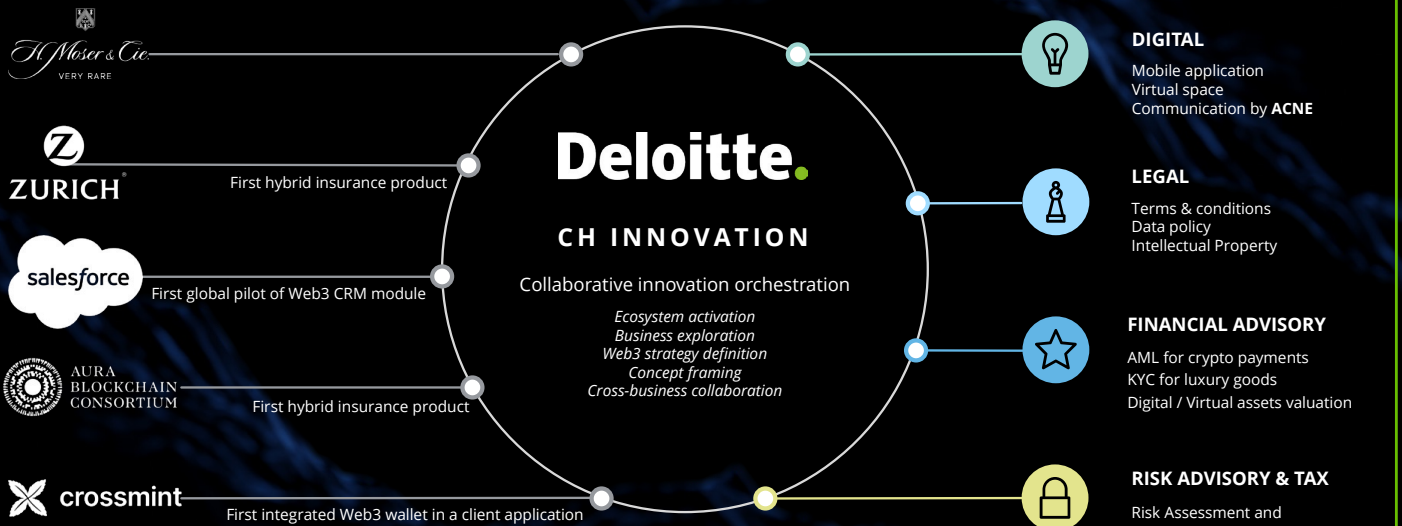 H. Moser & Cie.
VERY RARE
Z
ZURICH®
First hybrid insurance product
salesforce
First global pilot of Web3 CRM module
AURA
BLOCKCHAIN
CONSORTIUM
First hybrid insurance product
crossmint
First integrated Web3 wallet in a client application
Deloitte.
CH INNOVATION
Collaborative innovation orchestration
Ecosystem activation
Business exploration
Web3 strategy definition
Concept framing
Cross-business collaboration
DIGITAL
Mobile application
Virtual space
Communication by ACNE
LEGAL
Terms & conditions
Data policy
Intellectual Property
FINANCIAL ADVISORY
AML for crypto payments
KYC for luxury goods
Digital / Virtual assets valuation
RISK ADVISORY & TAX
Risk Assessment and